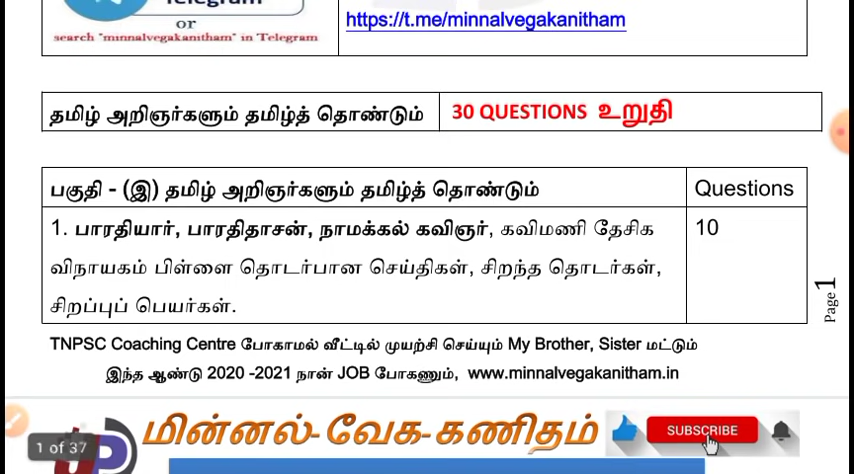 Telegram
or
search "minnalvegakanitham" in Telegram
https://t.me/minnalvegakanitham
தமிழ் அறிஞர்களும் தமிழ்த் தொண்டும் 30 QUESTIONS உறுதி
பகுதி - (இ) தமிழ் அறிஞர்களும் தமிழ்த் தொண்டும் Questions
1. பாரதியார், பாரதிதாசன், நாமக்கல் கவிஞர், கவிமணி தேசிக 10
விநாயகம் பிள்ளை தொடர்பான செய்திகள், சிறந்த தொடர்கள்,
சிறப்புப் பெயர்கள்.
Page 1
TNPSC Coaching Centre போகாமல் வீட்டில் முயற்சி செய்யும் My Brother, Sister மட்டும்
இந்த ஆண்டு 2020 -2021 நான் JOB போகணும், www.minnalvegakanitham.in
மின்னல்-வேக-கணிதம்
SUBSCRIBE
1 of 37